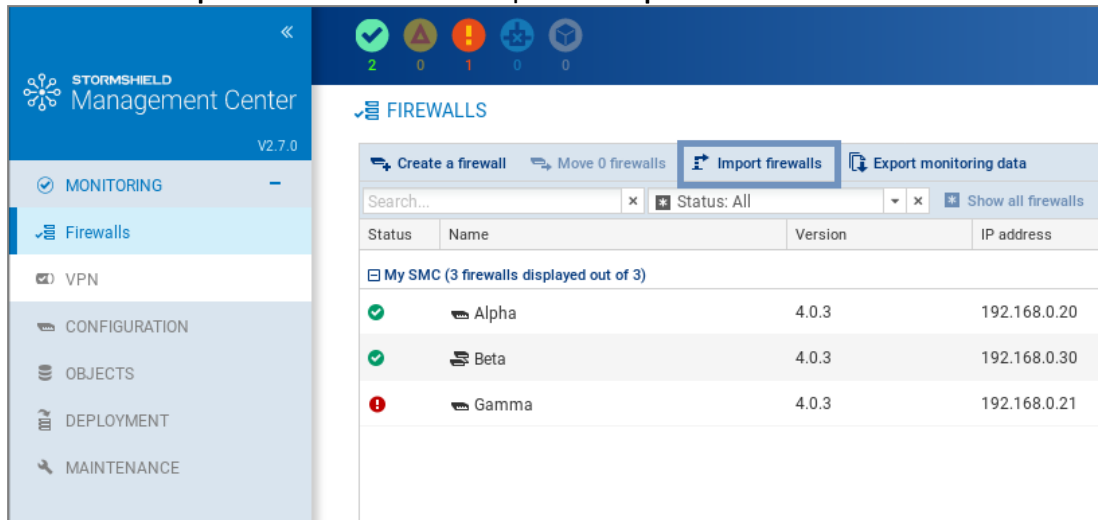 «
2 0 1 0 0
STORMSHIELD
Management Center
V2.7.0
FIREWALLS
Create a firewall Move 0 firewalls Import firewalls Export monitoring data
Search... Status: All Show all firewalls
Status Name Version IP address
My SMC (3 firewalls displayed out of 3)
Alpha 4.0.3 192.168.0.20
Beta 4.0.3 192.168.0.30
Gamma 4.0.3 192.168.0.21
MONITORING
Firewalls
VPN
CONFIGURATION
OBJECTS
DEPLOYMENT
MAINTENANCE